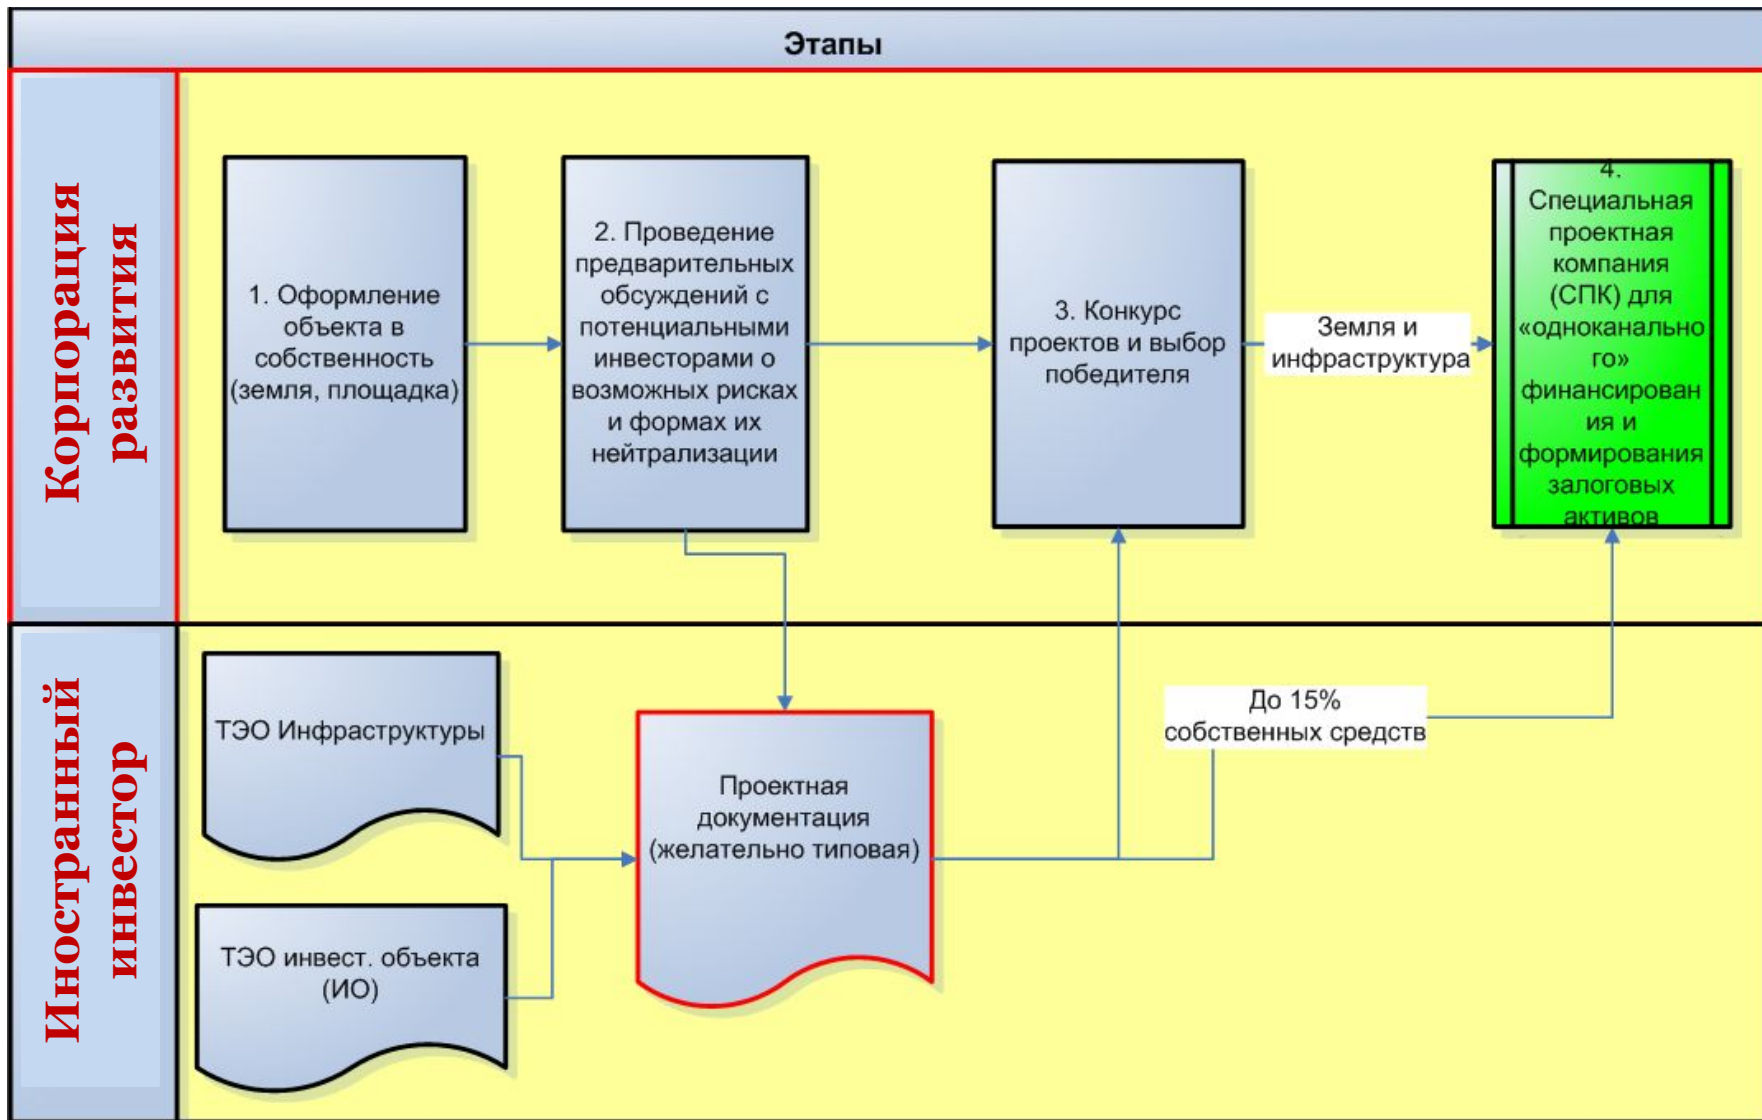 Этапы
Корпорация
развития
1. Оформление
объекта в
собственность
(земля, площадка)
2. Проведение
предварительных
обсуждений с
потенциальными
инвесторами о
возможных рисках
и формах их
нейтрализации
3. Конкурс
проектов и выбор
победителя
Земля и
инфраструктура
4.
Специальная
проектная
компания
(СПК) для
«одноканально
го»
финансирован
ия и
формирования
залоговых
активов
Иностранный
инвестор
ТЭО Инфраструктуры
ТЭО инвест. объекта
(ИО)
Проектная
документация
(желательно типовая)
До 15%
собственных средств